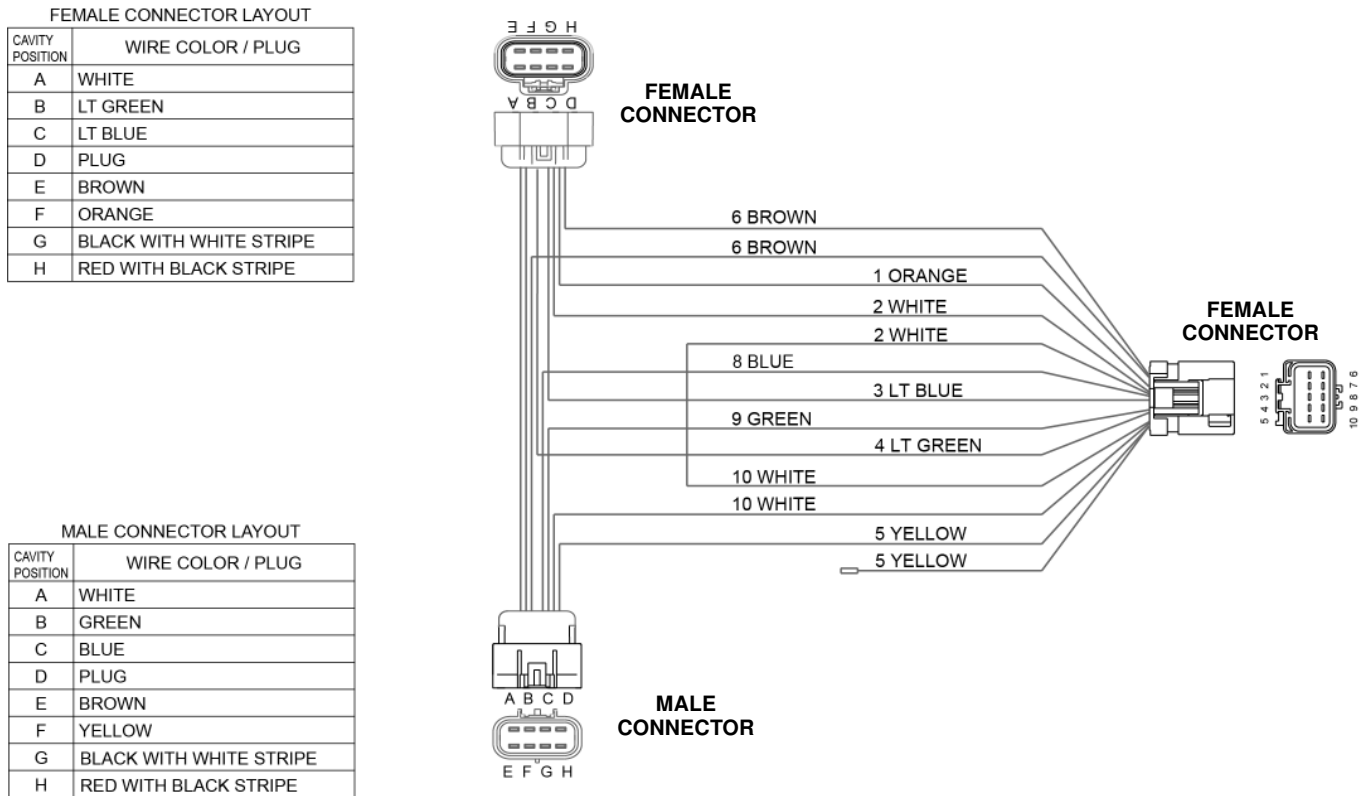 FEMALE CONNECTOR LAYOUT
CAVITY
POSITION
WIRE COLOR / PLUG
A WHITE
B LT GREEN
C LT BLUE
D PLUG
E BROWN
F ORANGE
G BLACK WITH WHITE STRIPE
H RED WITH BLACK STRIPE
E F G H
A B C D
FEMALE
CONNECTOR
6 BROWN
6 BROWN
1 ORANGE
2 WHITE
2 WHITE
8 BLUE
3 LT BLUE
9 GREEN
4 LT GREEN
10 WHITE
10 WHITE
5 YELLOW
5 YELLOW
FEMALE
CONNECTOR
5 4 3 2 1
10 9 8 7 6
MALE CONNECTOR LAYOUT
CAVITY
POSITION
WIRE COLOR / PLUG
A WHITE
B GREEN
C BLUE
D PLUG
E BROWN
F YELLOW
G BLACK WITH WHITE STRIPE
H RED WITH BLACK STRIPE
A B C D
E F G H
MALE
CONNECTOR